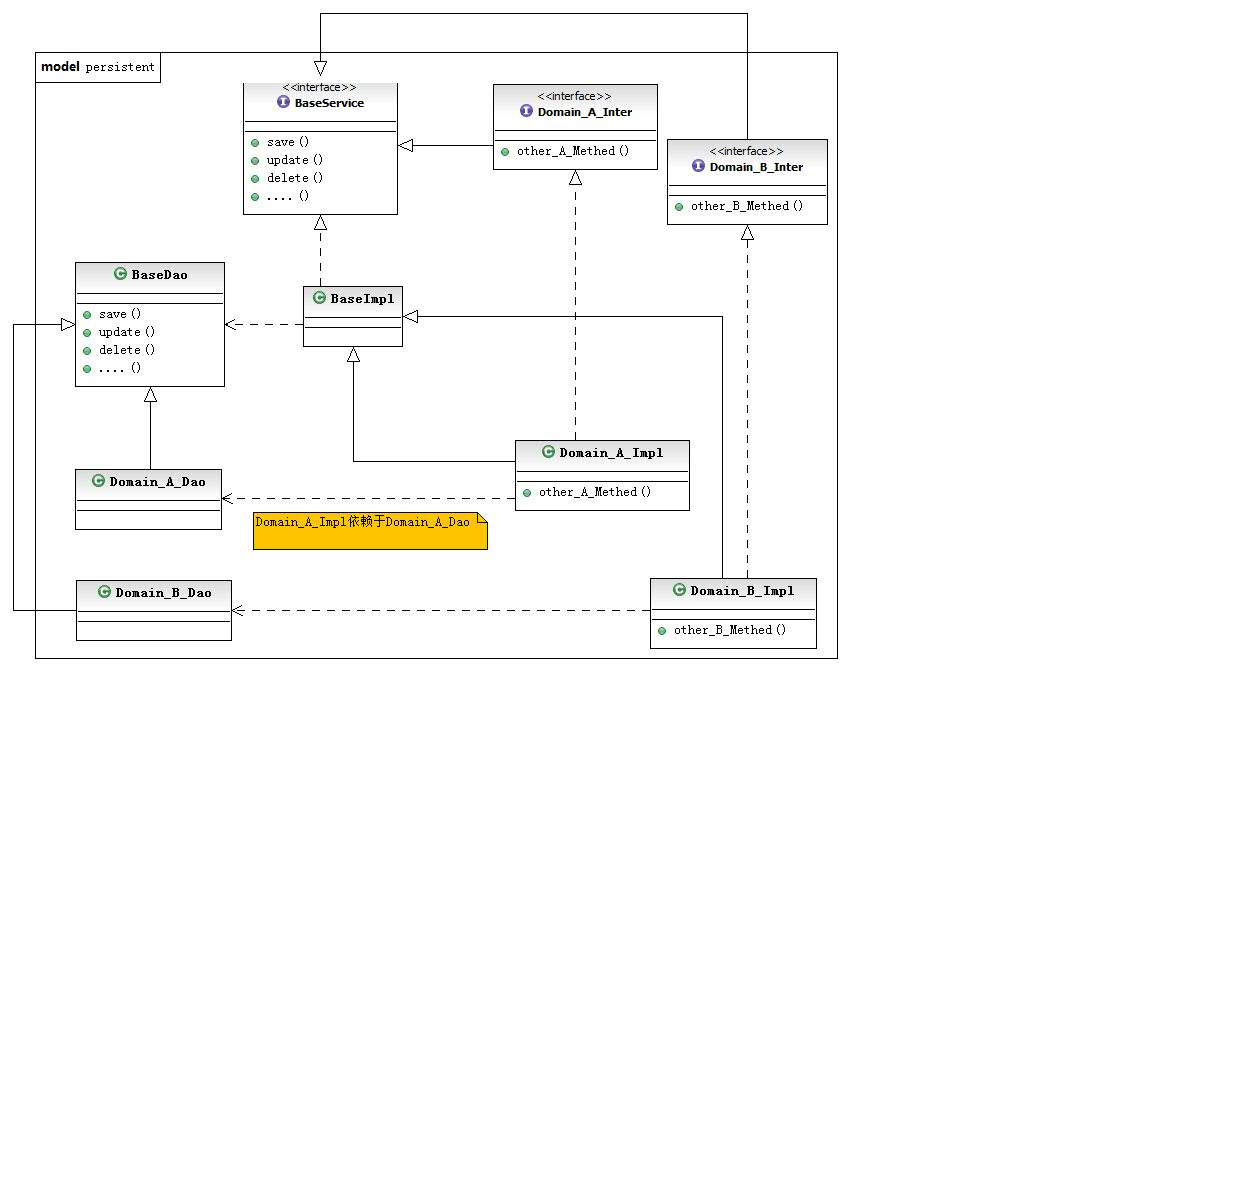 model persistent
<<interface>>
BaseService
save()
update()
delete()
....()
<<interface>>
Domain_A_Inter
other_A_Methed()
<<interface>>
Domain_B_Inter
other_B_Methed()
BaseDao
save()
update()
delete()
....()
BaseImpl
Domain_A_Impl
other_A_Methed()
Domain_A_Dao
Domain_A_Impl依赖于Domain_A_Dao
Domain_B_Dao
Domain_B_Impl
other_B_Methed()